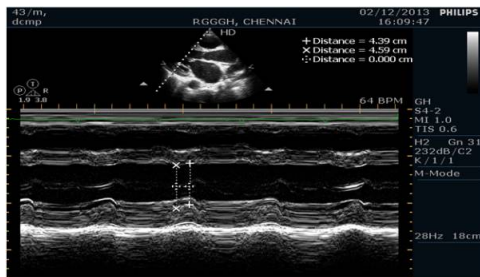 43/m,
dcmp
RGGGH, CHENNAI
02/12/2013 PHILIPS
16:09:47
HD
+ Distance = 4.39 cm
× Distance = 4.59 cm
Distance = 0.000 cm
P T R
1.9 3.8
64 BPM
GH
S4-2
MI 1.0
TIS 0.6
H2 Gn 31
232dB/C2
K/1/1
M-Mode
28Hz 18cm